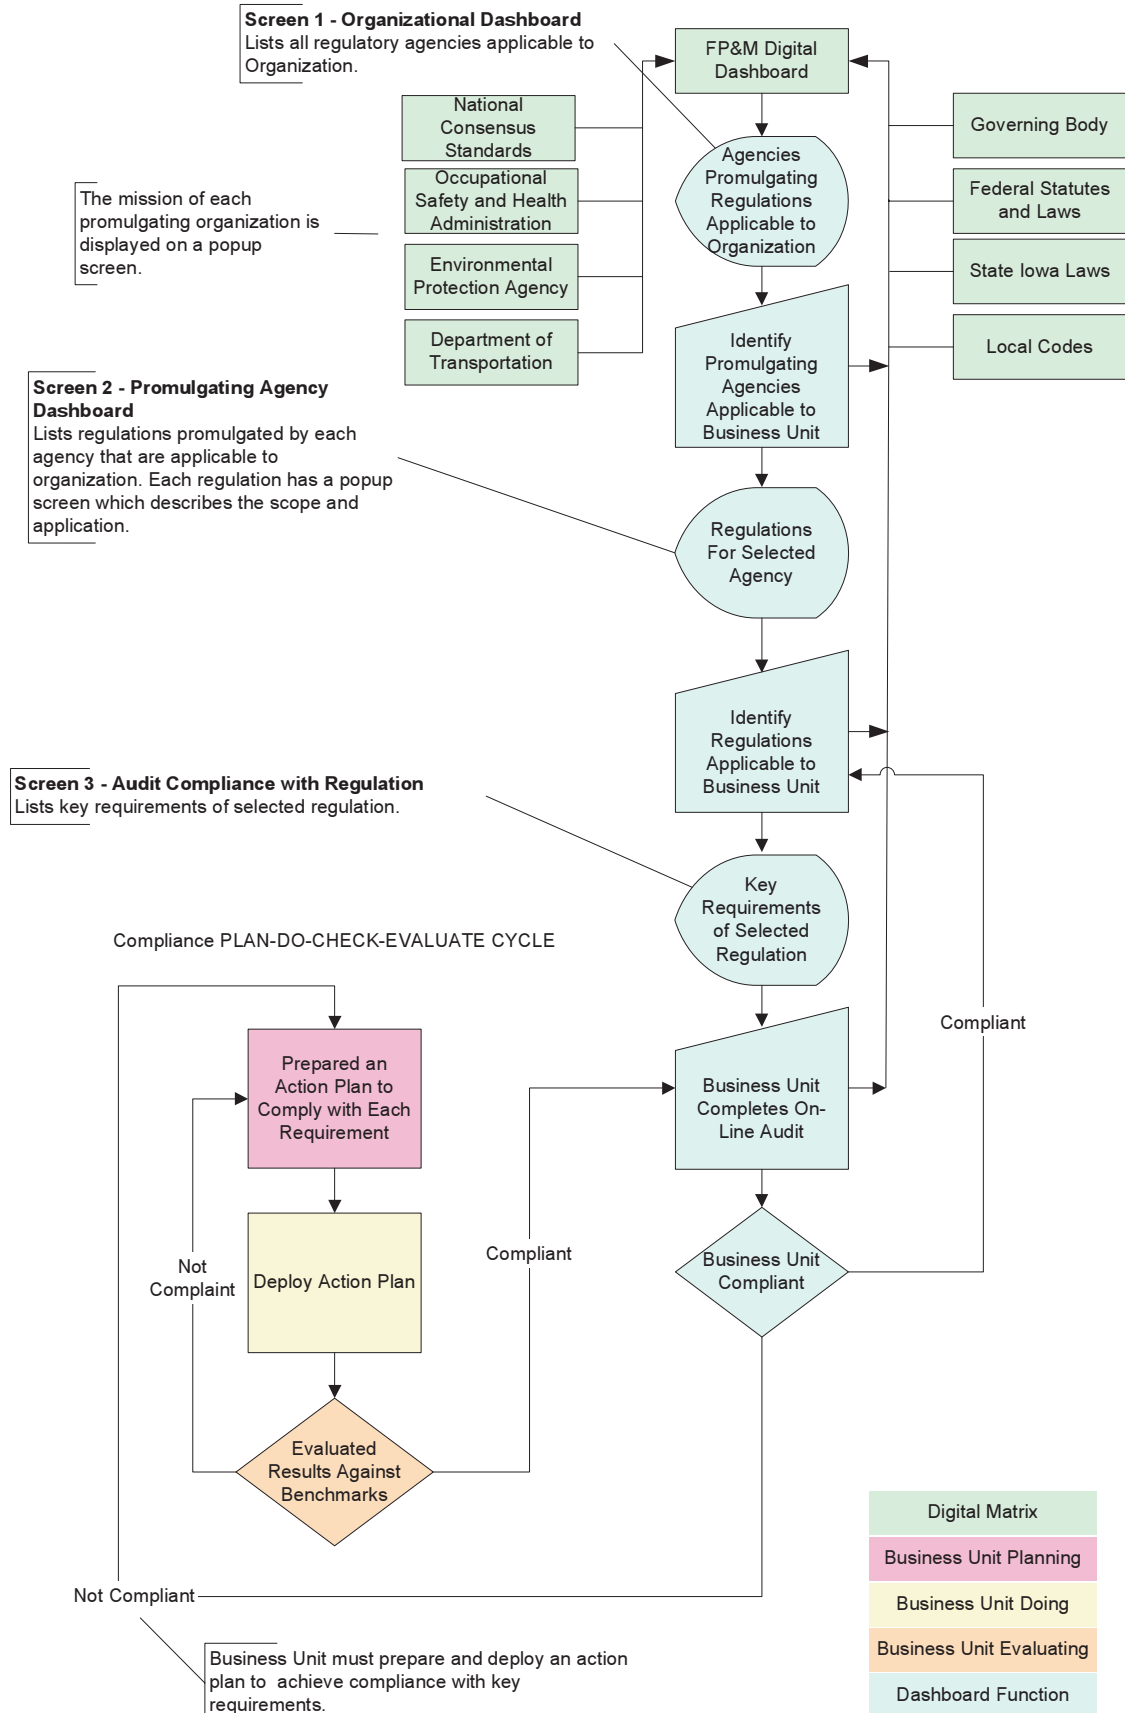 Screen 1 - Organizational Dashboard
Lists all regulatory agencies applicable to
Organization.
FP&M Digital
Dashboard
National
Consensus
Standards
Occupational
Safety and Health
Administration
Environmental
Protection Agency
Department of
Transportation
Governing Body
Federal Statutes
and Laws
State Iowa Laws
Local Codes
The mission of each
promulgating organization is
displayed on a popup
screen.
Agencies
Promulgating
Regulations
Applicable to
Organization
Identify
Promulgating
Agencies
Applicable to
Business Unit
Screen 2 - Promulgating Agency
Dashboard
Lists regulations promulgated by each
agency that are applicable to
organization. Each regulation has a popup
screen which describes the scope and
application.
Regulations
For Selected
Agency
Identify
Regulations
Applicable to
Business Unit
Screen 3 - Audit Compliance with Regulation
Lists key requirements of selected regulation.
Key
Requirements
of Selected
Regulation
Compliance PLAN-DO-CHECK-EVALUATE CYCLE
Compliant
Prepared an
Action Plan to
Comply with Each
Requirement
Business Unit
Completes On-
Line Audit
Not
Complaint
Deploy Action Plan
Compliant
Business Unit
Compliant
Evaluated
Results Against
Benchmarks
Not Compliant
Business Unit must prepare and deploy an action
plan to achieve compliance with key
requirements.
Digital Matrix
Business Unit Planning
Business Unit Doing
Business Unit Evaluating
Dashboard Function